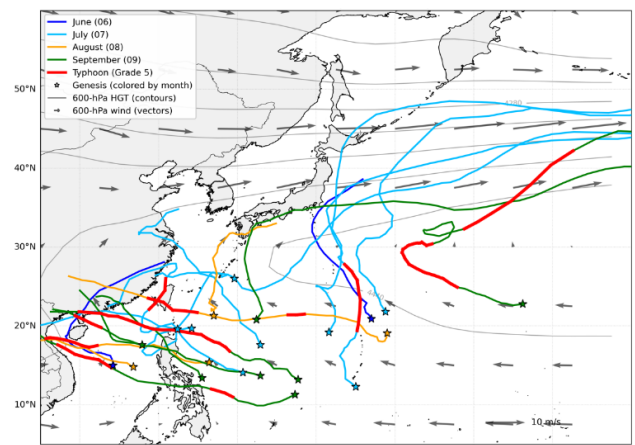 June (06)
July (07)
August (08)
September (09)
Typhoon (Grade 5)
Genesis (colored by month)
600-hPa HGT (contours)
600-hPa wind (vectors)
50°N
40°N
30°N
20°N
10°N
4280
10 m/s